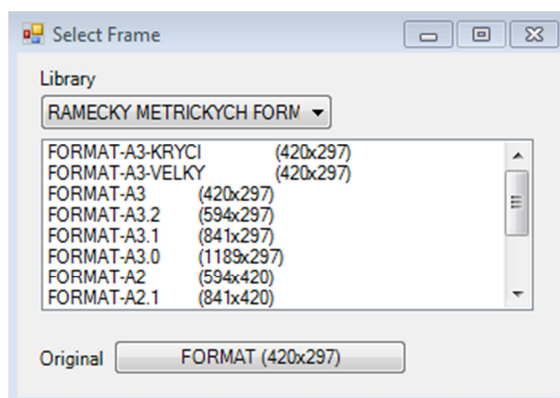 Select Frame
Library
RAMECKY METRICKYCH FORM
FORMAT-A3-KRYCI (420x297)
FORMAT-A3-VELKY (420x297)
FORMAT-A3 (420x297)
FORMAT-A3.2 (594x297)
FORMAT-A3.1 (841x297)
FORMAT-A3.0 (1189x297)
FORMAT-A2 (594x420)
FORMAT-A2.1 (841x420)
Original FORMAT (420x297)